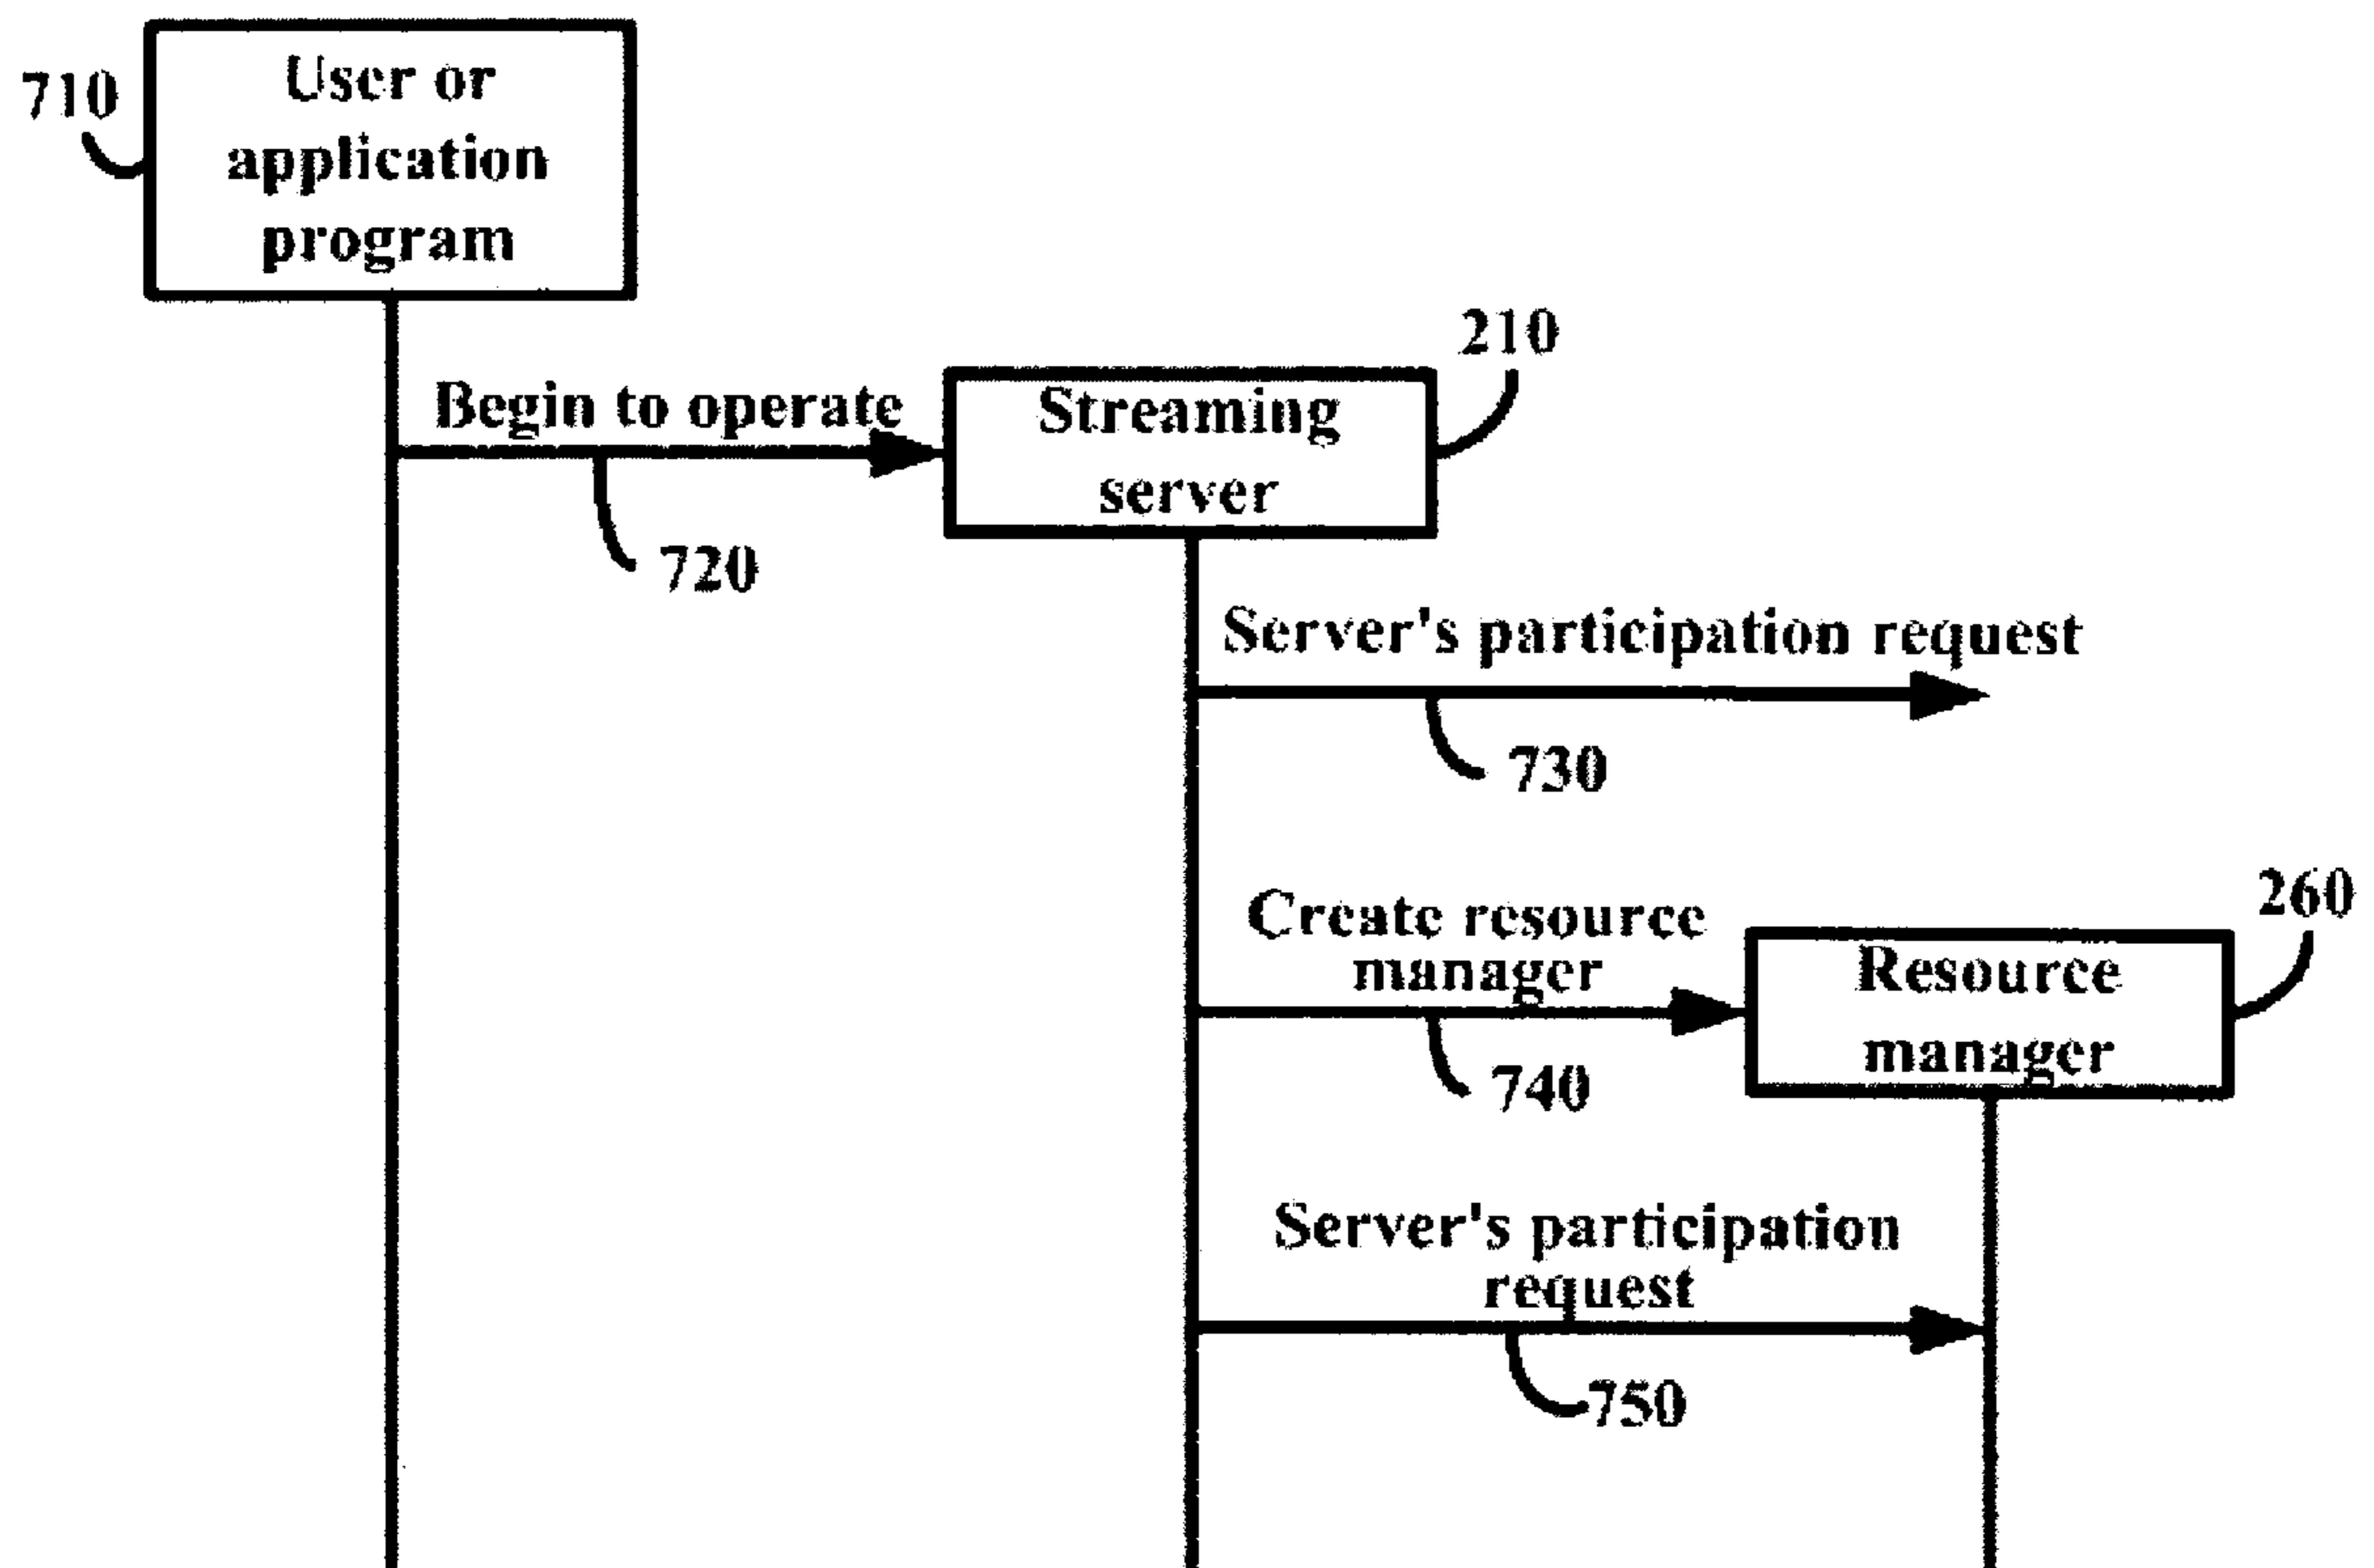 710
User or
application
program
210
Begin to operate
Streaming
server
720
Server's participation request
730
260
Create resource
manager
Resource
manager
740
Server's participation
request
750